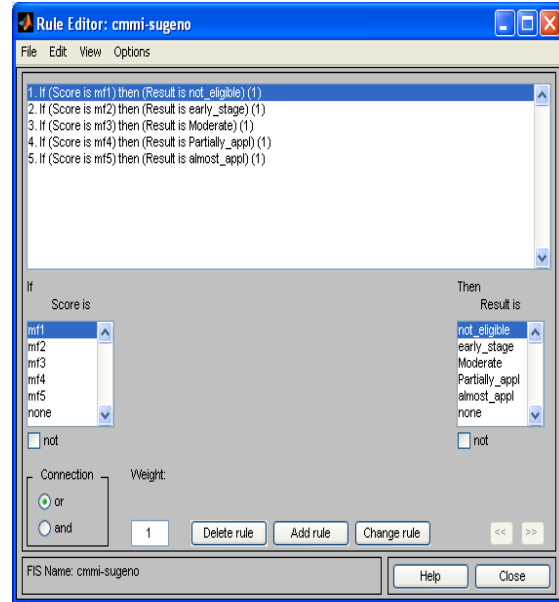 Rule Editor: cmmi-sugeno
File Edit View Options
1. If (Score is mf1) then (Result is not_eligible) (1)
2. If (Score is mf2) then (Result is early_stage) (1)
3. If (Score is mf3) then (Result is Moderate) (1)
4. If (Score is mf4) then (Result is Partially_appl) (1)
5. If (Score is mf5) then (Result is almost_appl) (1)
If
Score is
mf1
mf2
mf3
mf4
mf5
none
not
Then
Result is
not_eligible
early_stage
Moderate
Partially_appl
almost_appl
none
not
Connection
or
and
Weight:
1
Delete rule Add rule Change rule << >>
FIS Name: cmmi-sugeno
Help Close